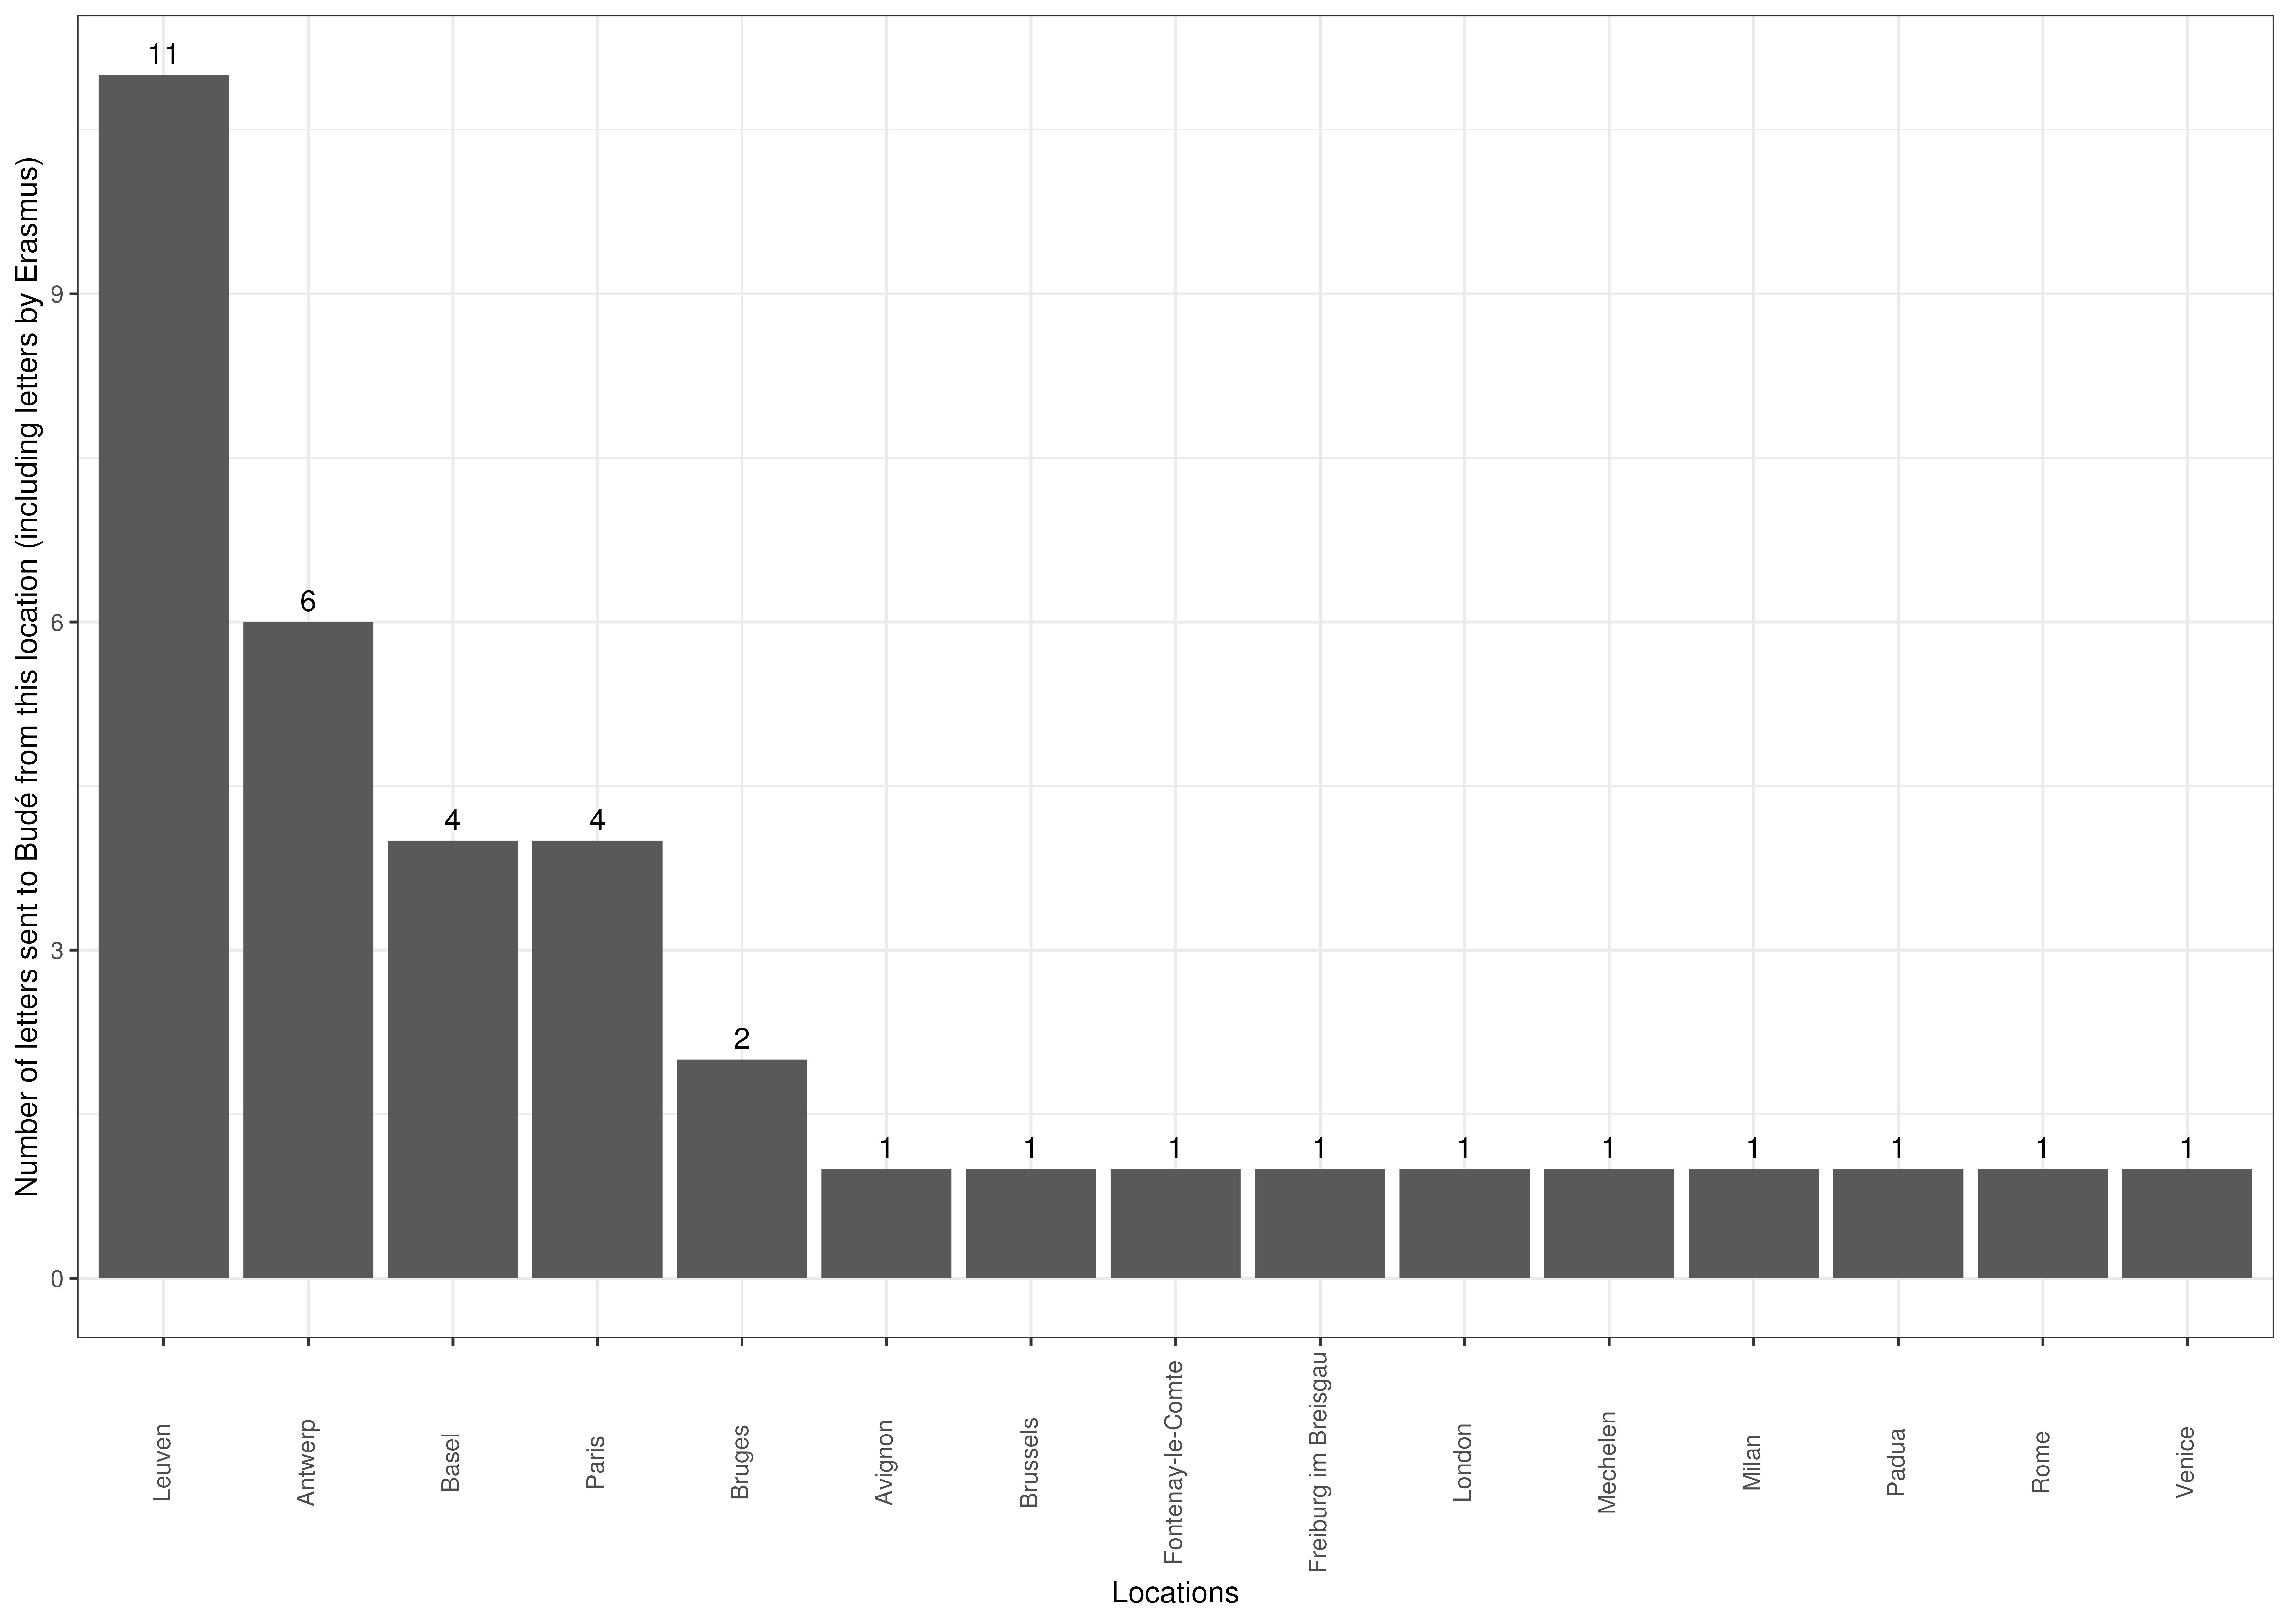 Number of letters sent to Budé from this location (including letters by Erasmus)
9
6
3
0
11
6
4
4
2
1
1
1
1
1
1
1
1
1
1
Leuven
Antwerp
Basel
Paris
Bruges
Avignon
Brussels
Fontenay-le-Comte
Freiburg im Breisgau
London
Mechelen
Milan
Padua
Rome
Venice
Locations